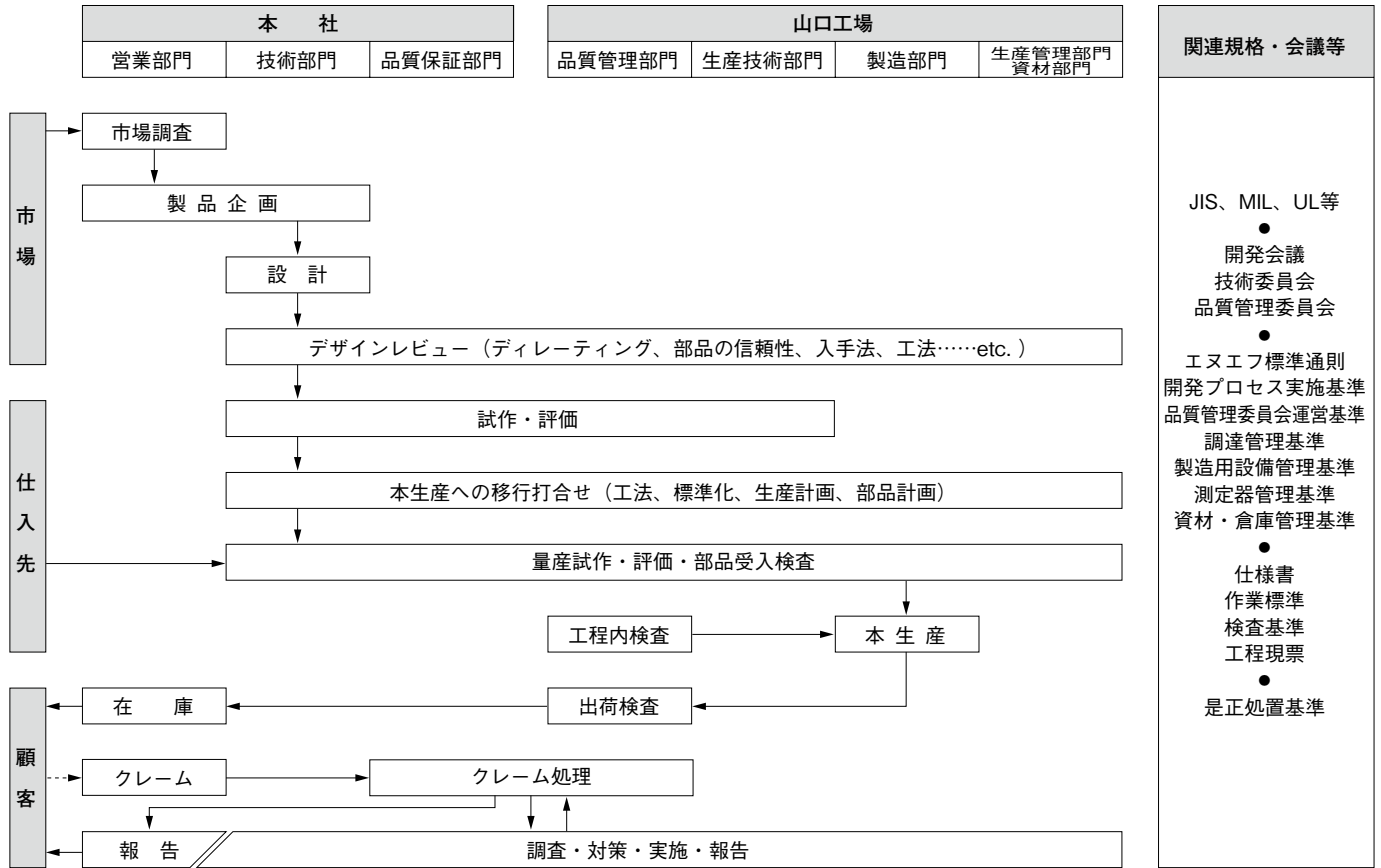 本　社
山口工場
関連規格・会議等
営業部門
技術部門
品質保証部門
品質管理部門
生産技術部門
製造部門
生産管理部門
資材部門
市場
市場調査
製品企画
設　計
デザインレビュー（ディレーティング、部品の信頼性、入手法、工法……etc.）
仕入先
試作・評価
本生産への移行打合せ（工法、標準化、生産計画、部品計画）
量産試作・評価・部品受入検査
工程内検査
本生産
顧客
在　庫
出荷検査
クレーム
クレーム処理
報　告
調査・対策・実施・報告
JIS、MIL、UL等
●
開発会議
技術委員会
品質管理委員会
●
エヌエフ標準通則
開発プロセス実施基準
品質管理委員会運営基準
調達管理基準
製造用設備管理基準
測定器管理基準
資材・倉庫管理基準
●
仕様書
作業標準
検査基準
工程現票
●
是正処置基準